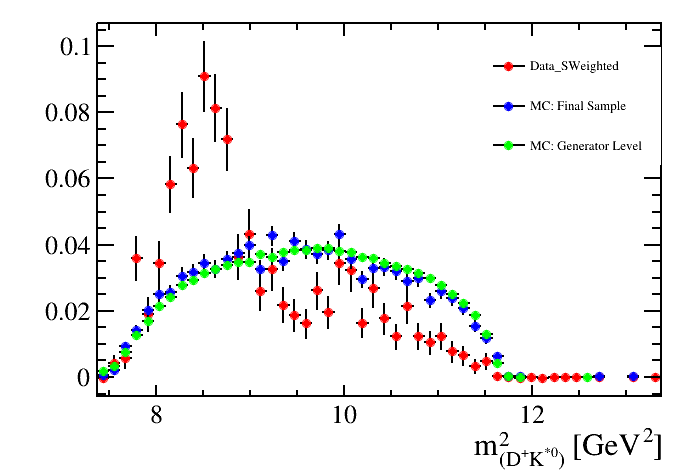 0.1
Data_SWeighted
MC: Final Sample
0.08
MC: Generator Level
0.06
0.04
0.02
0
8 10 12
m²(D⁺K*⁰) [GeV²]